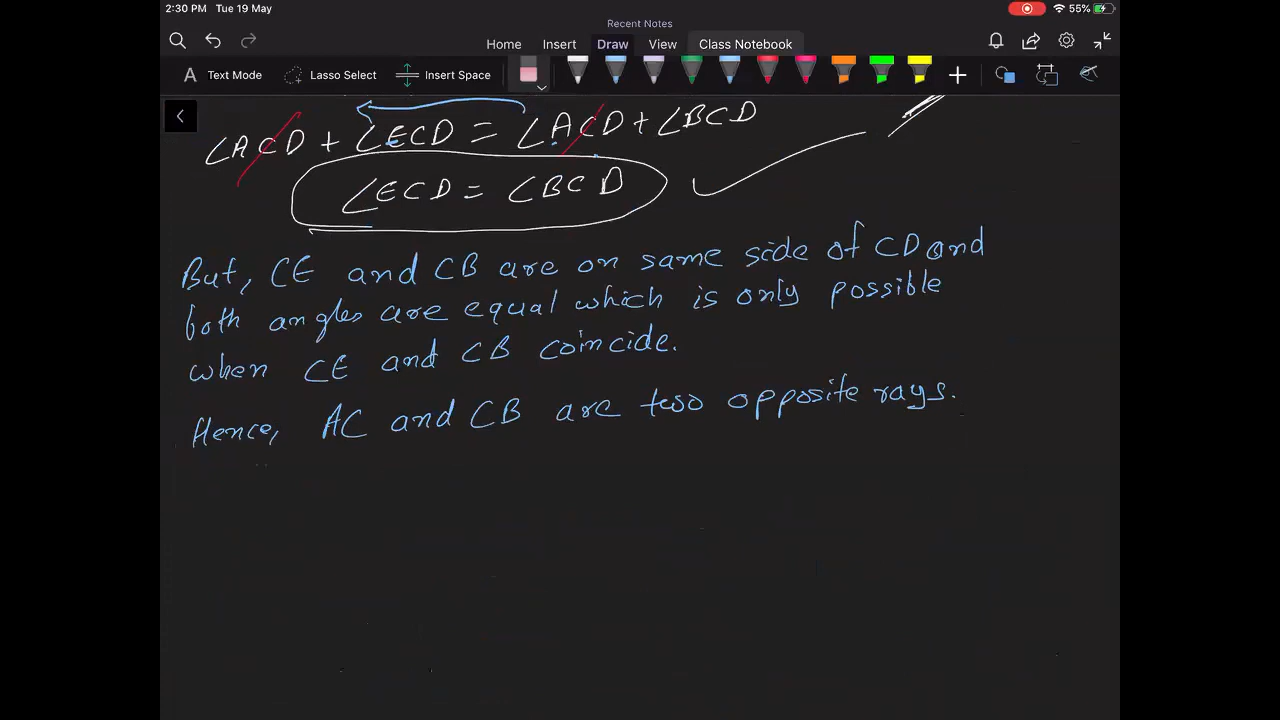 2:30 PM Tue 19 May
55%
Recent Notes
Home Insert Draw View Class Notebook
Text Mode Lasso Select Insert Space
∠ACD + ∠ECD = ∠ACD + ∠BCD
∠ECD = ∠BCD
But, CE and CB are on same side of CD and
both angles are equal which is only possible
when CE and CB coincide.
Hence, AC and CB are two opposite rays.